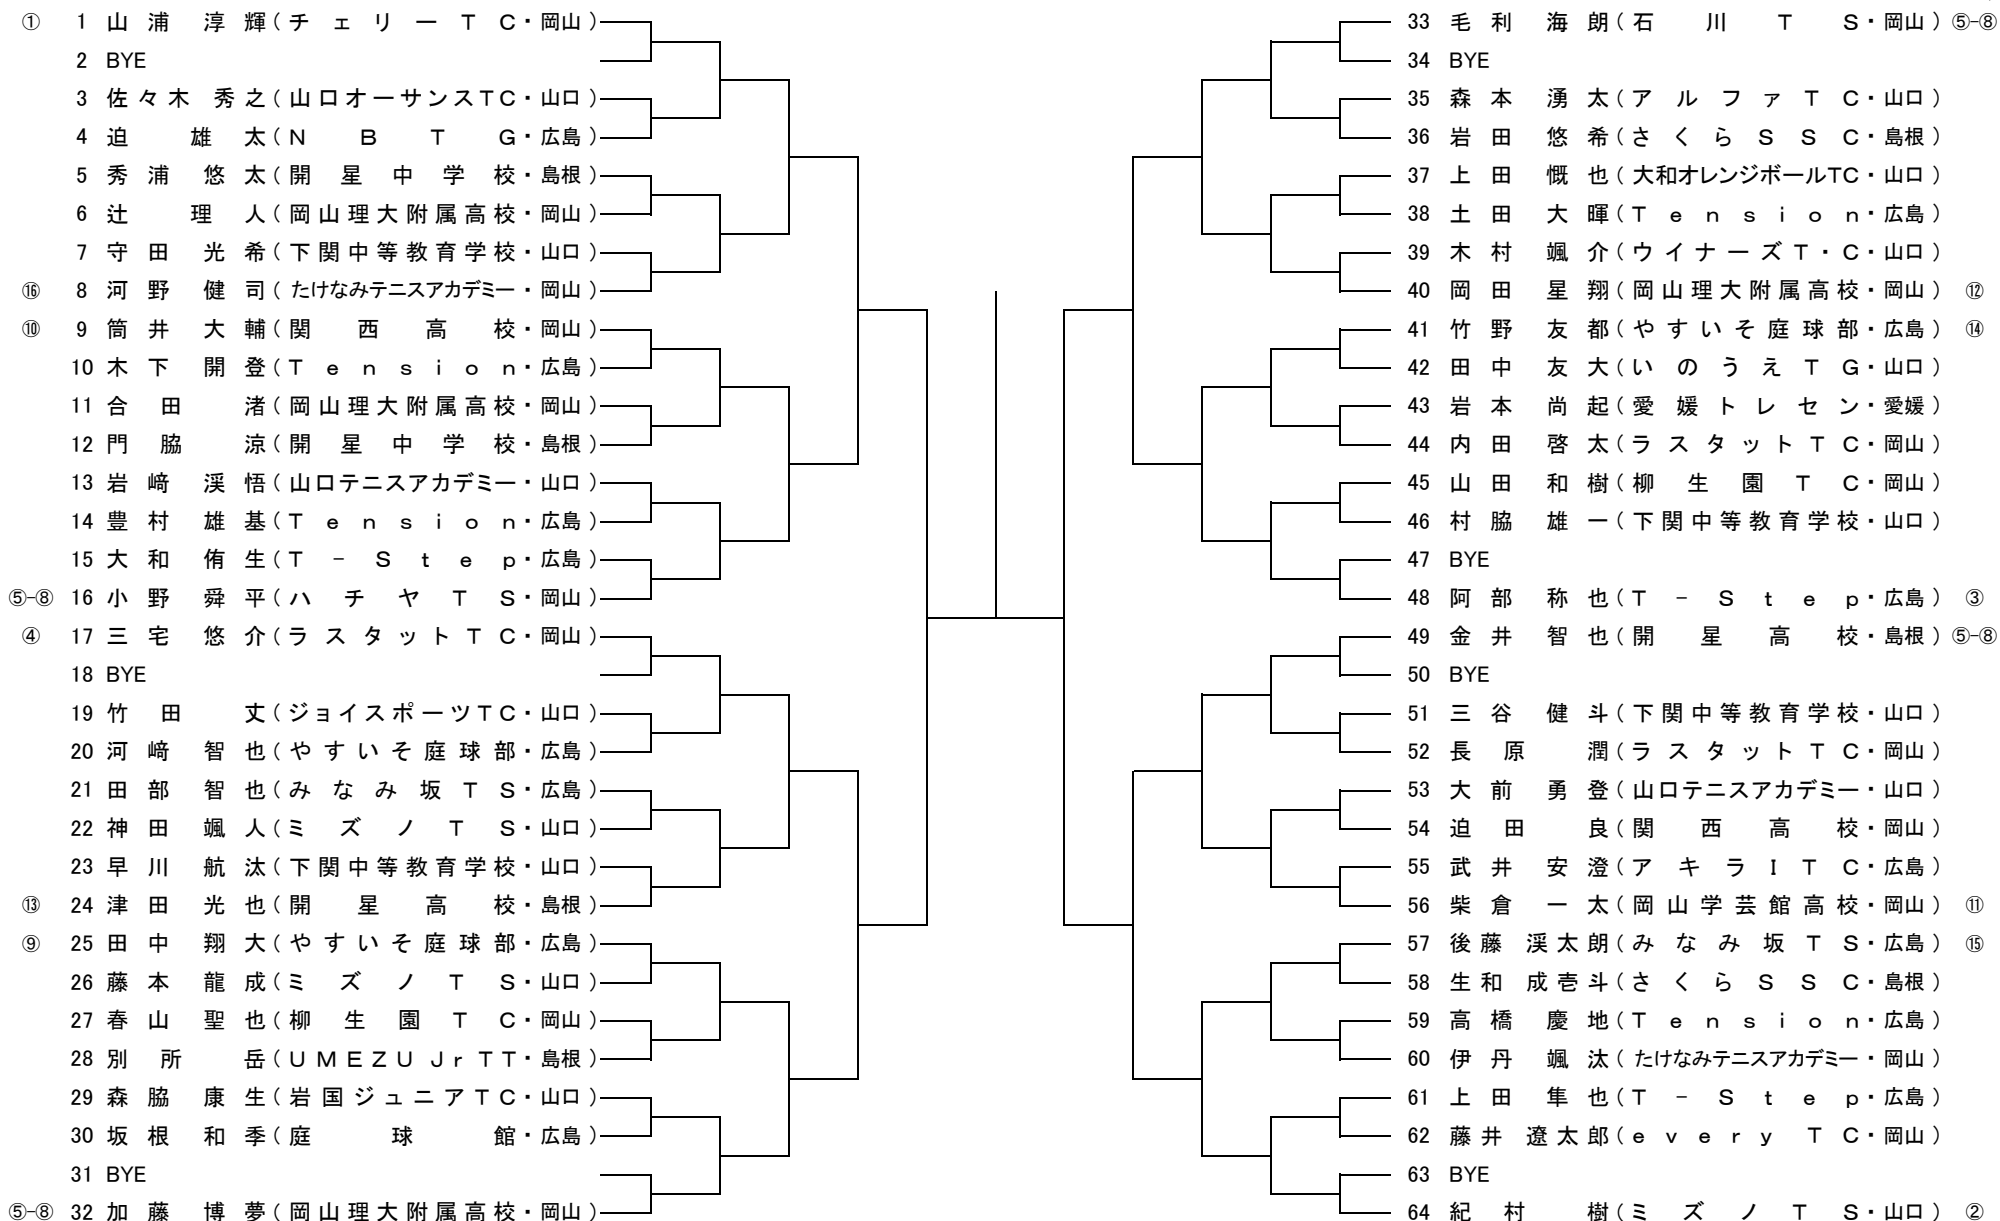 ① 1 山浦 淳輝(チェリーTC・岡山)
2 BYE
3 佐々木 秀之(山口オーサンスTC・山口)
4 迫 雄太(NBTG・広島)
5 秀浦 悠太(開星中学校・島根)
6 辻 理人(岡山理大附属高校・岡山)
7 守田 光希(下関中等教育学校・山口)
⑯ 8 河野 健司(たけなみテニスアカデミー・岡山)
⑩ 9 筒井 大輔(関西高校・岡山)
10 木下 開登(Tension・広島)
11 合田 渚(岡山理大附属高校・岡山)
12 門脇 涼(開星中学校・島根)
13 岩﨑 渓悟(山口テニスアカデミー・山口)
14 豊村 雄基(Tension・広島)
15 大和 侑生(T-Step・広島)
⑤-⑧ 16 小野 舜平(ハチヤTS・岡山)
④ 17 三宅 悠介(ラスタットTC・岡山)
18 BYE
19 竹田 丈(ジョイスポーツTC・山口)
20 河﨑 智也(やすいそ庭球部・広島)
21 田部 智也(みなみ坂TS・広島)
22 神田 颯人(ミズノTS・山口)
23 早川 航汰(下関中等教育学校・山口)
⑬ 24 津田 光也(開星高校・島根)
⑨ 25 田中 翔大(やすいそ庭球部・広島)
26 藤本 龍成(ミズノTS・山口)
27 春山 聖也(柳生園TC・岡山)
28 別所 岳(UMEZU Jr TT・島根)
29 森脇 康生(岩国ジュニアTC・山口)
30 坂根 和季(庭球館・広島)
31 BYE
⑤-⑧ 32 加藤 博夢(岡山理大附属高校・岡山)
33 毛利 海朗(石川TS・岡山) ⑤-⑧
34 BYE
35 森本 湧太(アルファTC・山口)
36 岩田 悠希(さくらSSC・島根)
37 上田 慨也(大和オレンジボールTC・山口)
38 土田 大暉(Tension・広島)
39 木村 颯介(ウイナーズT・C・山口)
40 岡田 星翔(岡山理大附属高校・岡山) ⑫
41 竹野 友都(やすいそ庭球部・広島) ⑭
42 田中 友大(いのうえTG・山口)
43 岩本 尚起(愛媛トレセン・愛媛)
44 内田 啓太(ラスタットTC・岡山)
45 山田 和樹(柳生園TC・岡山)
46 村脇 雄一(下関中等教育学校・山口)
47 BYE
48 阿部 称也(T-Step・広島) ③
49 金井 智也(開星高校・島根) ⑤-⑧
50 BYE
51 三谷 健斗(下関中等教育学校・山口)
52 長原 潤(ラスタットTC・岡山)
53 大前 勇登(山口テニスアカデミー・山口)
54 迫田 良(関西高校・岡山)
55 武井 安澄(アキラITC・広島)
56 柴倉 一太(岡山学芸館高校・岡山) ⑪
57 後藤 渓太朗(みなみ坂TS・広島) ⑮
58 生和 成壱斗(さくらSSC・島根)
59 高橋 慶地(Tension・広島)
60 伊丹 颯汰(たけなみテニスアカデミー・岡山)
61 上田 隼也(T-Step・広島)
62 藤井 遼太郎(every TC・岡山)
63 BYE
64 紀村 樹(ミズノTS・山口) ②